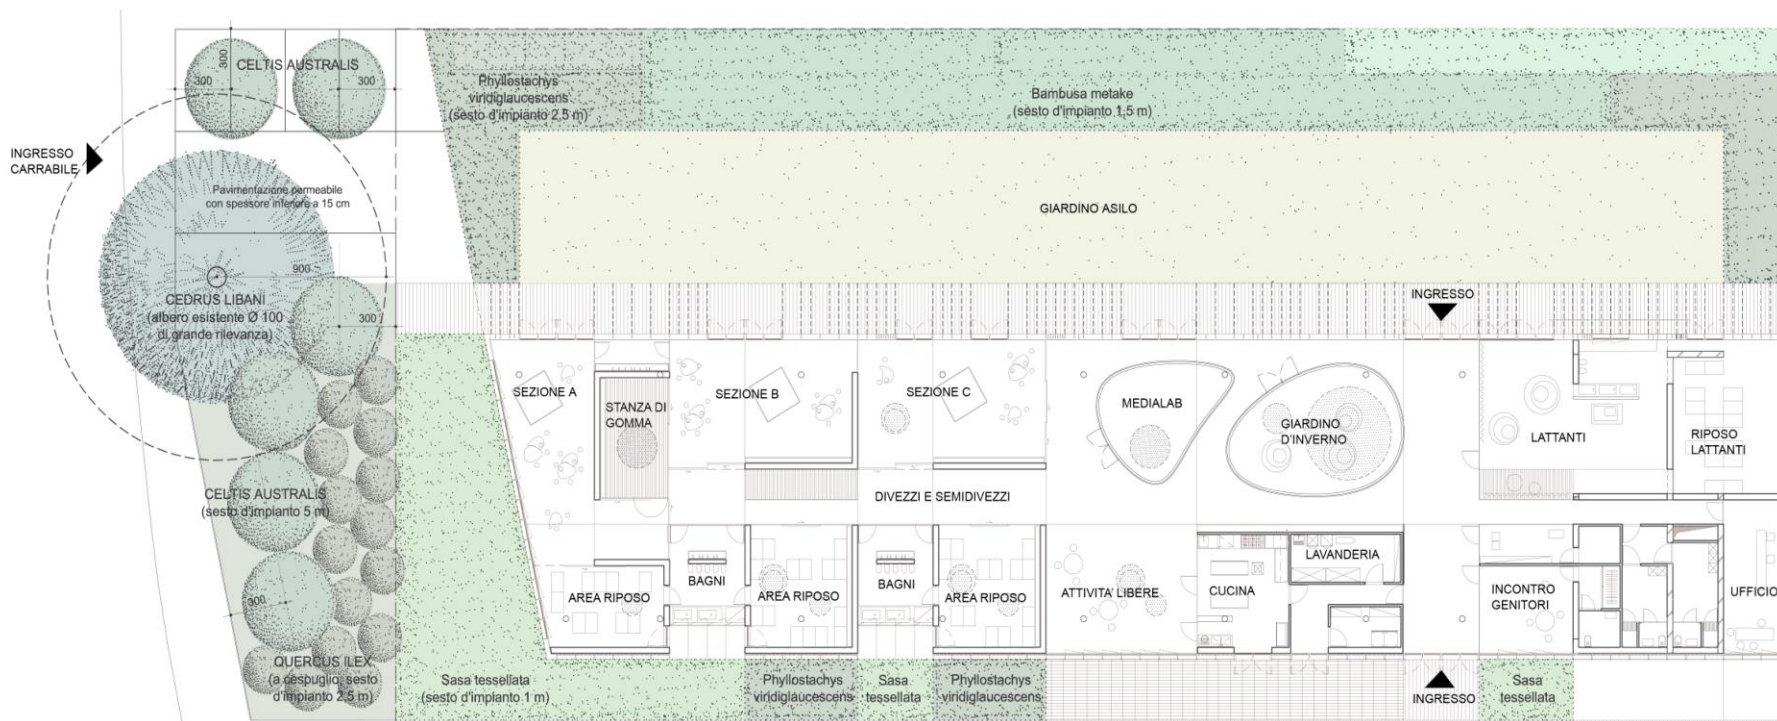 300
CELTIS AUSTRALIS
300
300
Phyllostachys
viridiglaucescens
(sesto d'impianto 2,5 m)
Bambusa metake
(sesto d'impianto 1,5 m)
INGRESSO
CARRABILE
Pavimentazione permeabile
con spessore inferiore a 15 cm
GIARDINO ASILO
900
CEDRUS LIBANI
(albero esistente Ø 100
di grande rilevanza)
300
INGRESSO
SEZIONE A
STANZA DI
GOMMA
SEZIONE B
SEZIONE C
MEDIALAB
GIARDINO
D'INVERNO
LATTANTI
RIPOSO
LATTANTI
CELTIS AUSTRALIS
(sesto d'impianto 5 m)
DIVEZZI E SEMIDIVEZZI
BAGNI
BAGNI
LAVANDERIA
AREA RIPOSO
AREA RIPOSO
AREA RIPOSO
ATTIVITA' LIBERE
CUCINA
INCONTRO
GENITORI
UFFICIO
300
QUERCUS ILEX
(a cespuglio, sesto
d'impianto 2,5 m)
Sasa tessellata
(sesto d'impianto 1 m)
Phyllostachys
viridiglaucescens
Sasa
tessellata
Phyllostachys
viridiglaucescens
INGRESSO
Sasa
tessellata